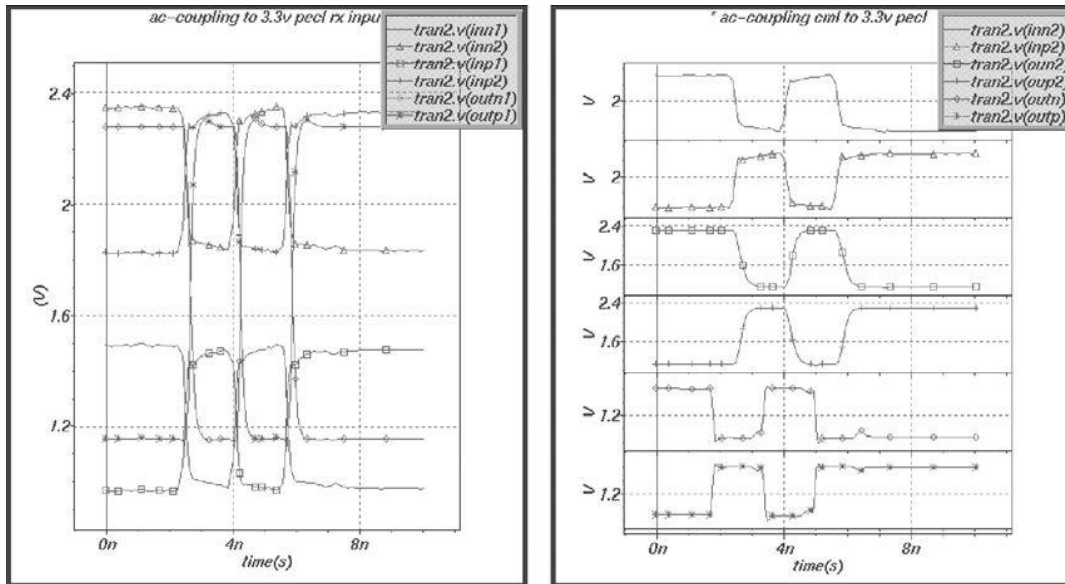 ac-coupling to 3.3v pecl rx input
tran2.v(inn1)
tran2.v(inn2)
tran2.v(inp1)
tran2.v(inp2)
tran2.v(outn1)
tran2.v(outp1)
2.4
2
1.6
1.2
(V)
0n
4n
8n
time(s)
* ac-coupling cml to 3.3v pecl
tran2.v(inn2)
tran2.v(inp2)
tran2.v(oun2)
tran2.v(oup2)
tran2.v(outn)
tran2.v(outp)
V
2
V
2
V
2.4
1.6
V
2.4
1.6
V
1.2
V
1.2
0n
4n
8n
time(s)